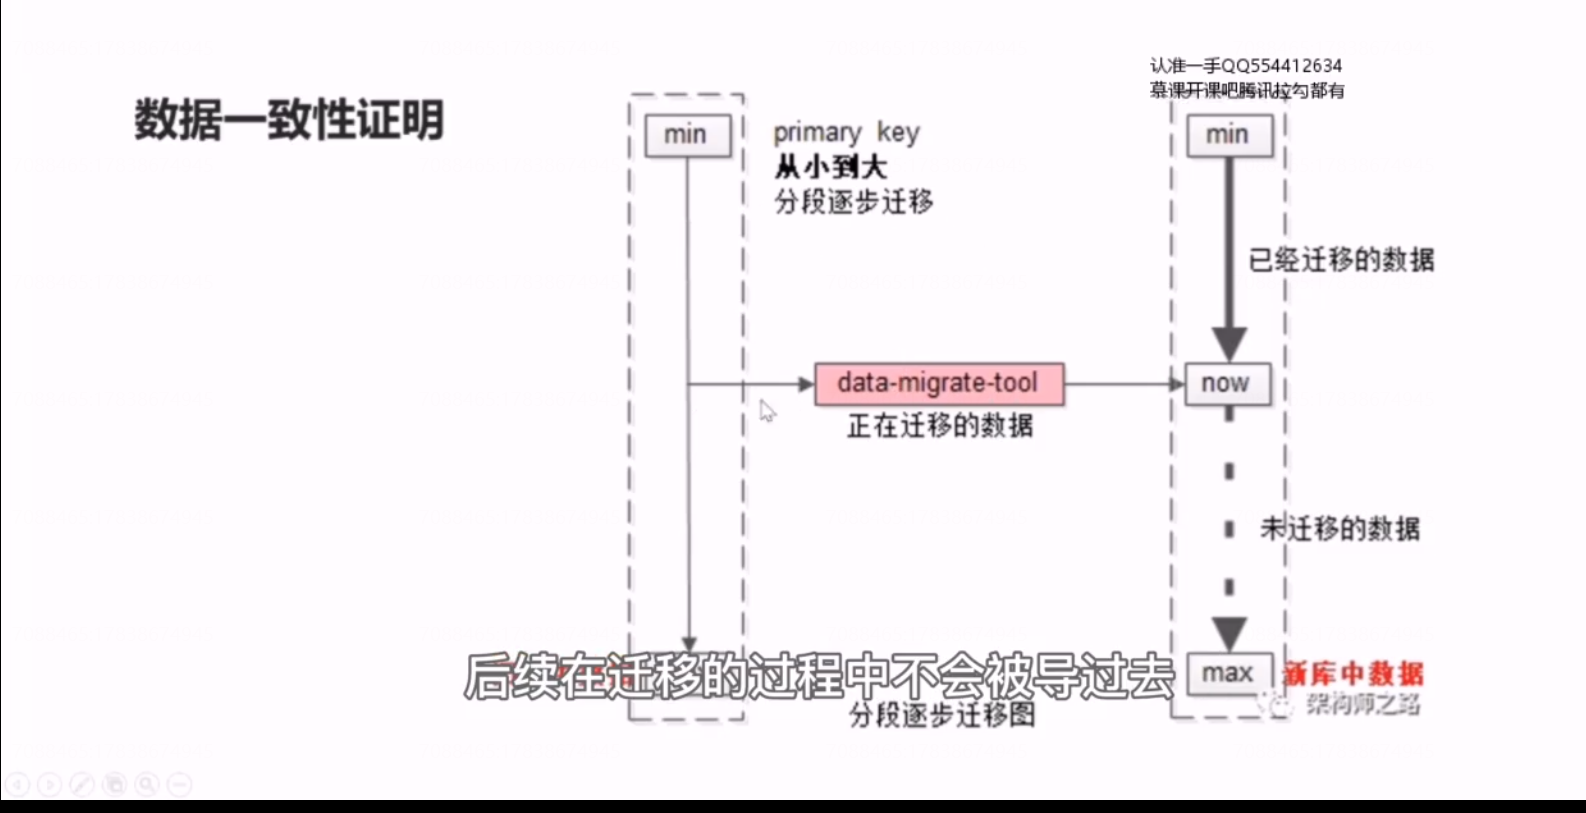 认准一手QQ554412634
慕课开课吧腾讯拉勾都有
数据一致性证明
min
primary key
从小到大
分段逐步迁移
min
已经迁移的数据
data-migrate-tool
now
正在迁移的数据
未迁移的数据
后续在迁移的过程中不会被导过去
max
新库中数据
架构师之路
分段逐步迁移图